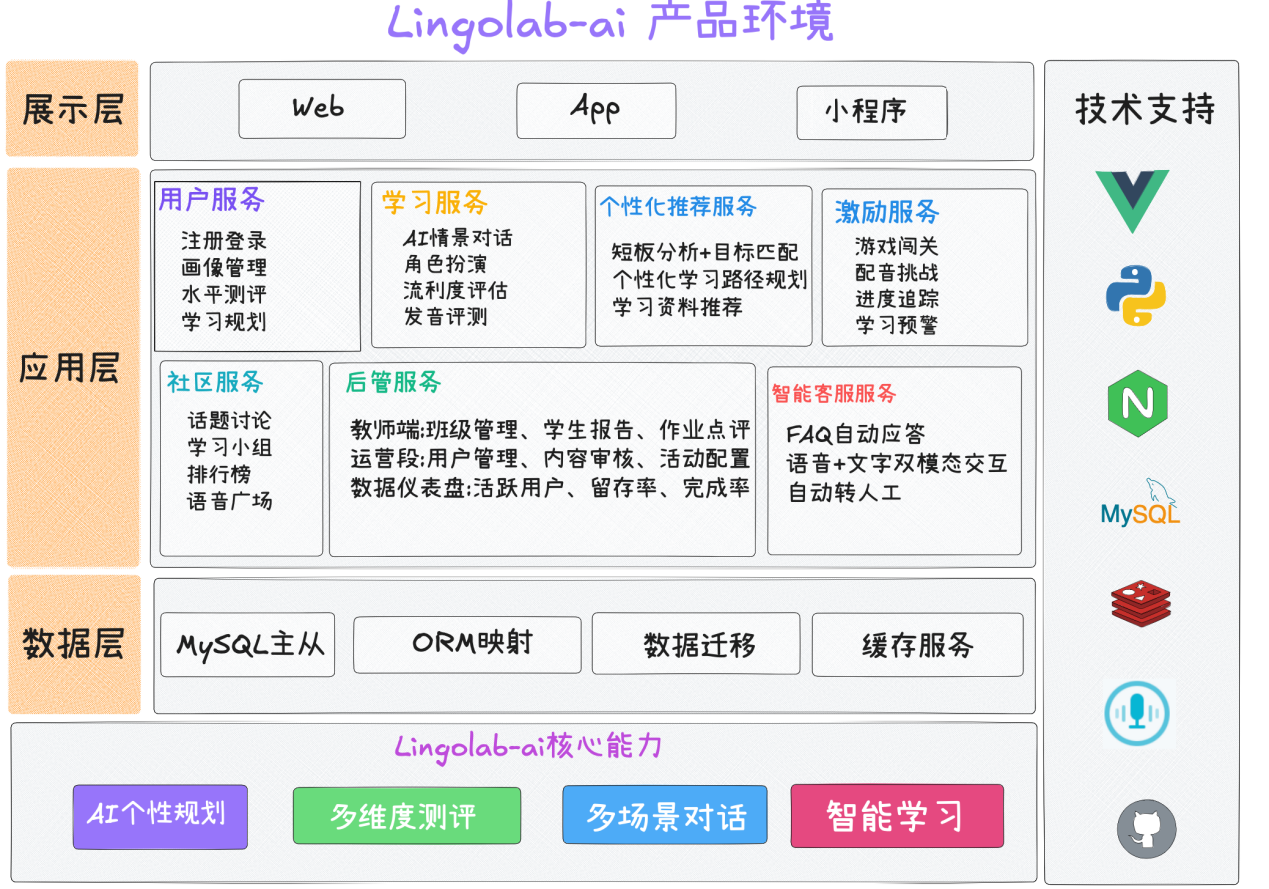 Lingolab-ai 产品环境
展示层
Web
App
小程序
技术支持
应用层
用户服务
注册登录
画像管理
水平测评
学习规划
学习服务
AI情景对话
角色扮演
流利度评估
发音评测
个性化推荐服务
短板分析+目标匹配
个性化学习路径规划
学习资料推荐
激励服务
游戏闯关
配音挑战
进度追踪
学习预警
社区服务
话题讨论
学习小组
排行榜
语音广场
后管服务
教师端:班级管理、学生报告、作业点评
运营段:用户管理、内容审核、活动配置
数据仪表盘:活跃用户、留存率、完成率
智能客服服务
FAQ自动应答
语音+文字双模态交互
自动转人工
N
MySQL
数据层
MySQL主从
ORM映射
数据迁移
缓存服务
Lingolab-ai核心能力
AI个性规划
多维度测评
多场景对话
智能学习